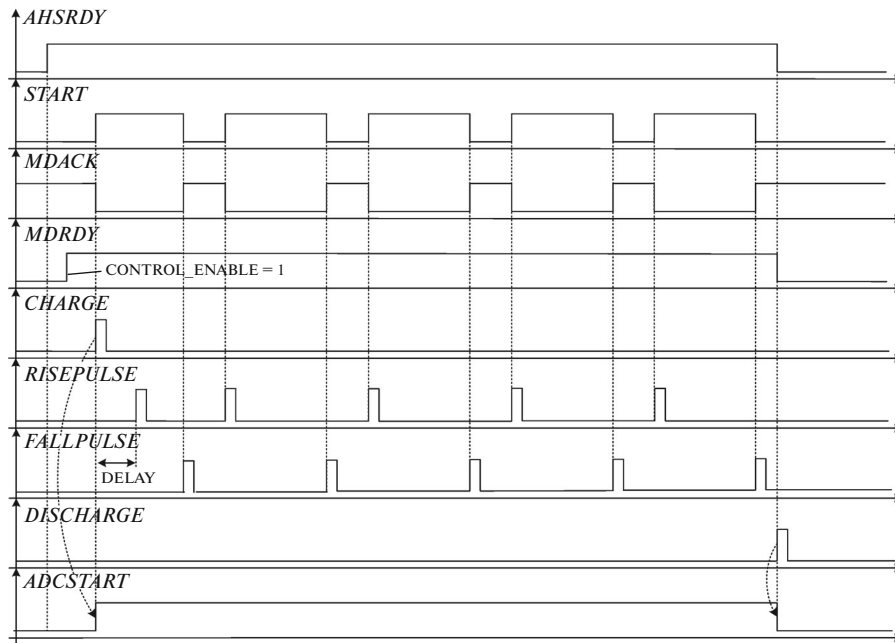 AHSRDY
START
MDACK
MDRDY
CONTROL_ENABLE = 1
CHARGE
RISEPULSE
FALLPULSE
DELAY
DISCHARGE
ADCSTART